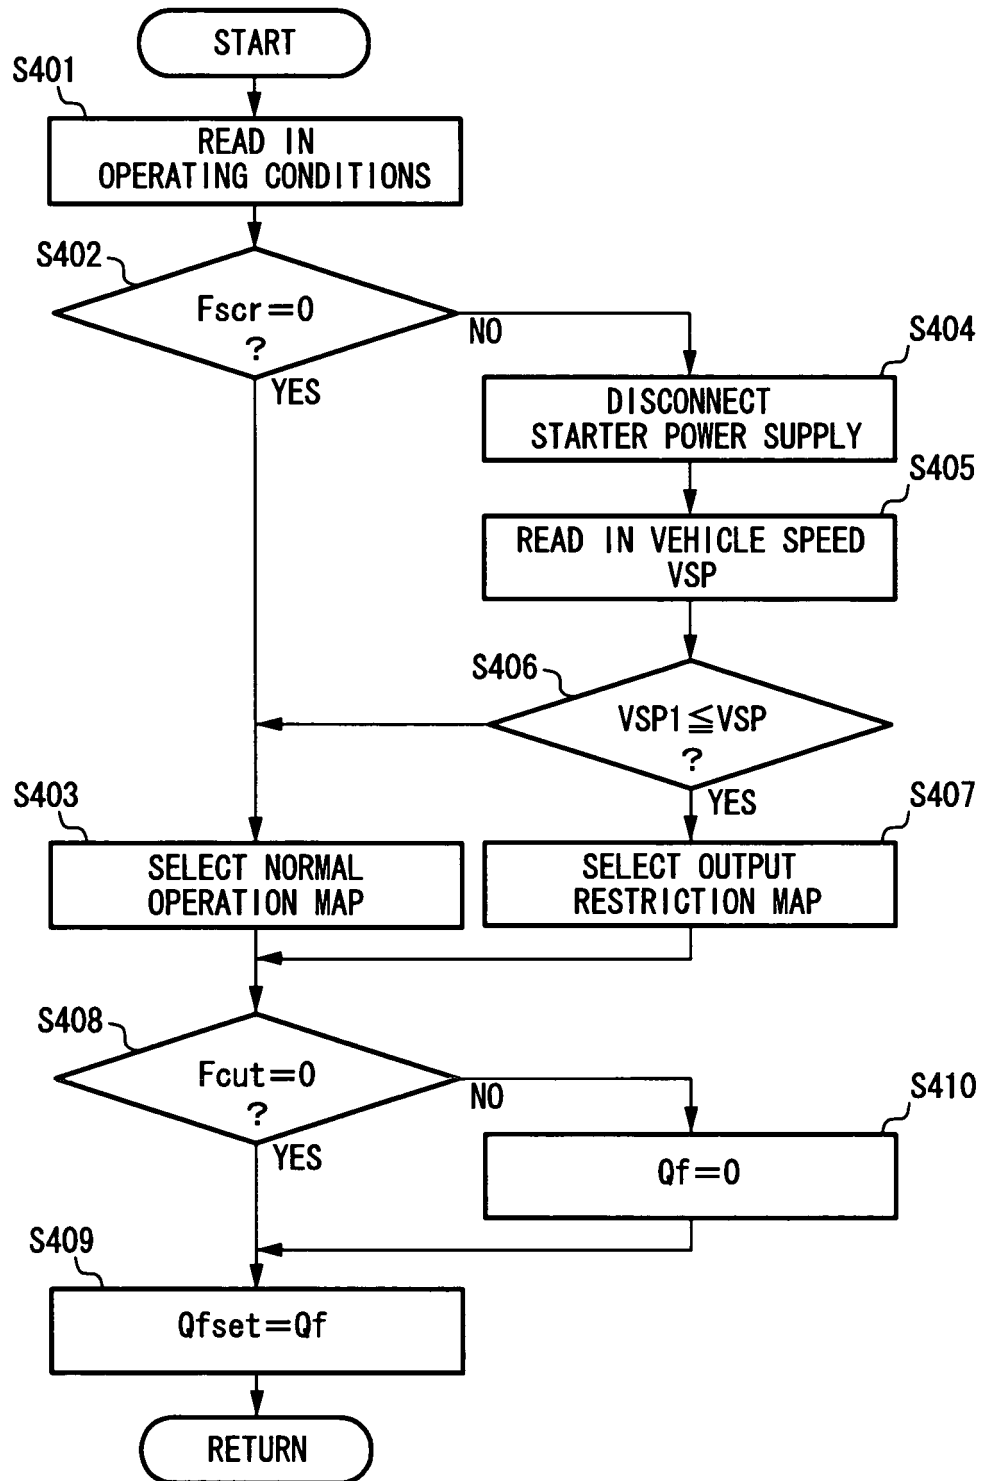 START
S401
READ IN
OPERATING CONDITIONS
S402
Fscr=0
?
NO
YES
S404
DISCONNECT
STARTER POWER SUPPLY
S405
READ IN VEHICLE SPEED
VSP
S406
VSP1≦VSP
?
YES
S403
SELECT NORMAL
OPERATION MAP
S407
SELECT OUTPUT
RESTRICTION MAP
S408
Fcut=0
?
NO
YES
S410
Qf=0
S409
Qfset=Qf
RETURN